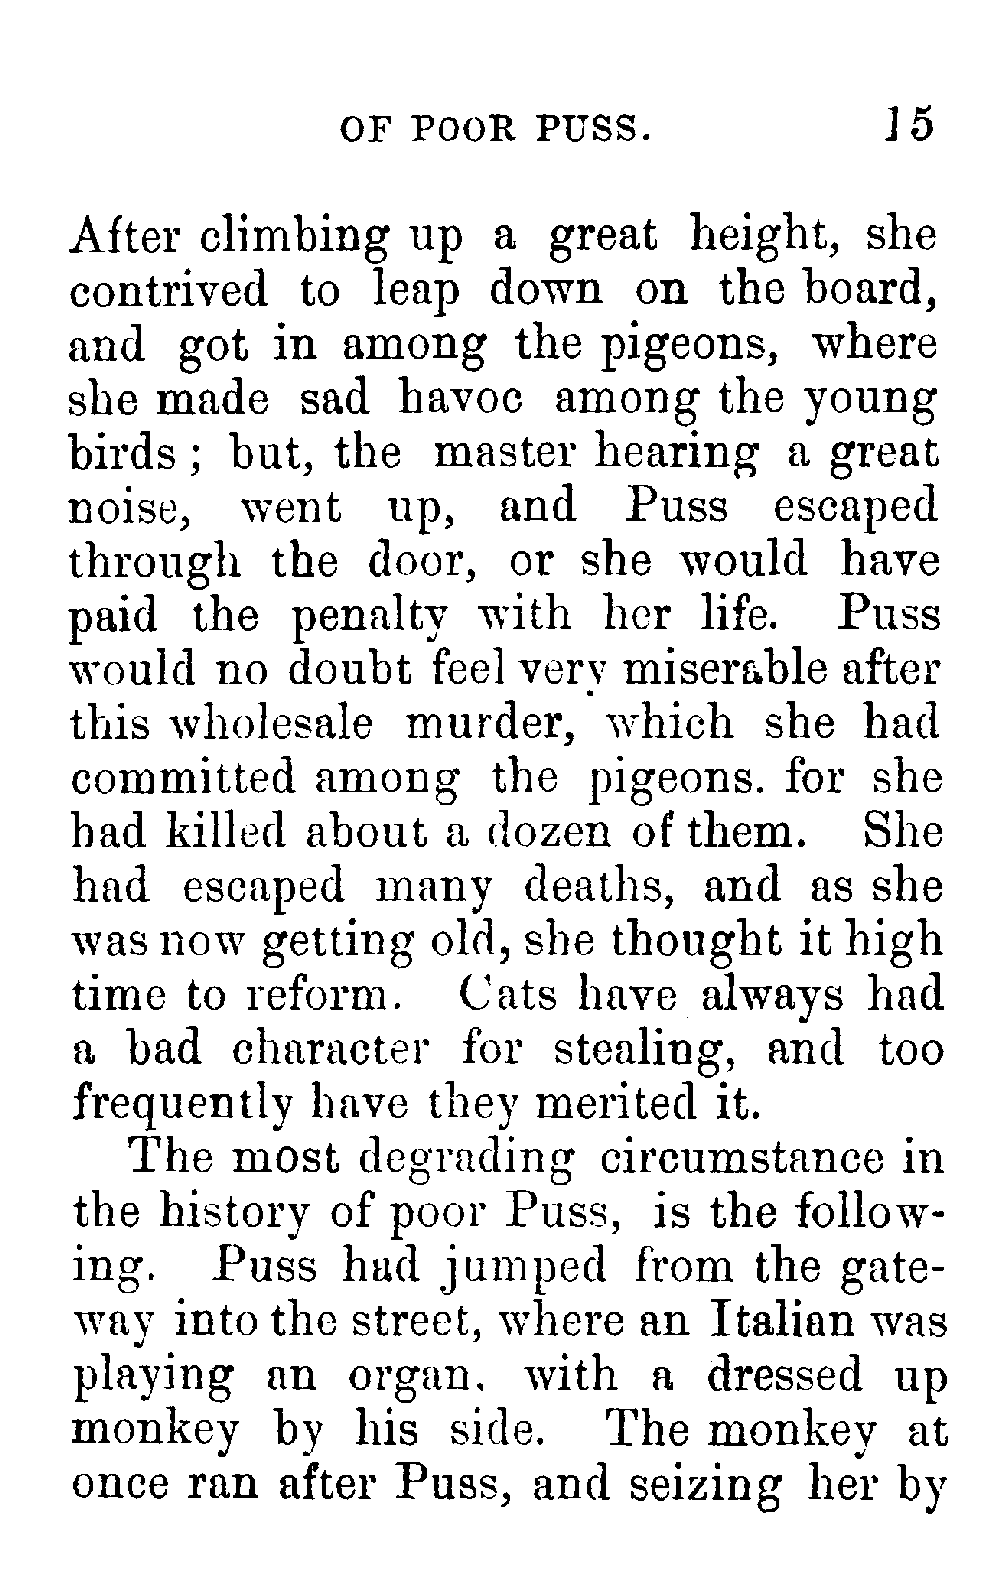 OF POOR PUSS. 15
After climbing up a great height, she
contrived to leap down on the board,
and got in among the pigeons, where
she made sad havoc among the young
birds ; but, the master hearing a great
noise, went up, and Puss escaped
through the door, or she would have
paid the penalty with her life. Puss
would no doubt feel very miserable after
this wholesale murder, which she had
committed among the pigeons. for she
had killed about a dozen of them. She
had escaped many deaths, and as she
was now getting old, she thought it high
time to reform. Cats have always had
a bad character for stealing, and too
frequently have they merited it.
The most degrading circumstance in
the history of poor Puss, is the follow-
ing. Puss had jumped from the gate-
way into the street, where an Italian was
playing an organ. with a dressed up
monkey by his side. The monkey at
once ran after Puss, and seizing her by